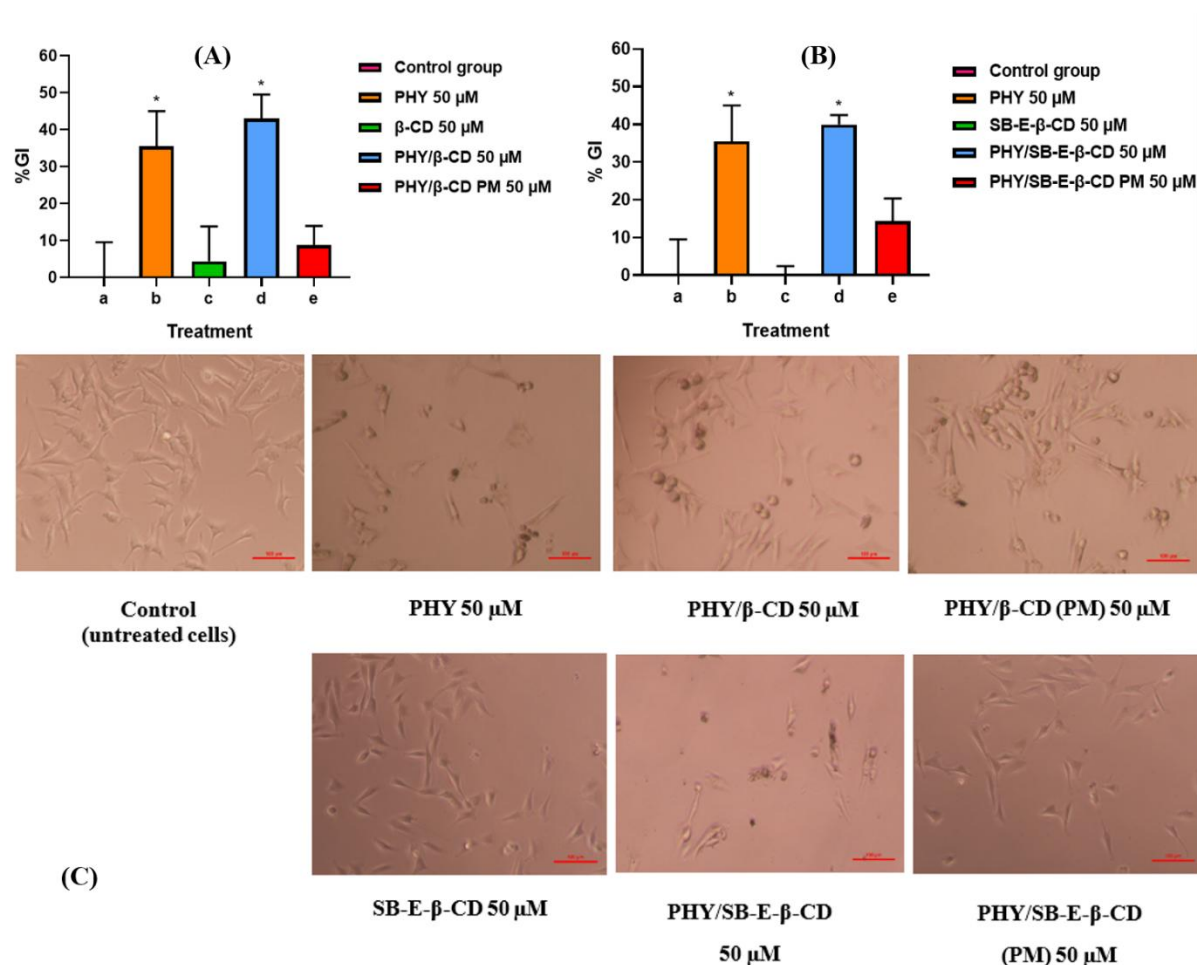 (A)
60
50
40
30
20
10
0
%GI
*
*
a
b
c
d
e
Treatment
Control group
PHY 50 µM
β-CD 50 µM
PHY/β-CD 50 µM
PHY/β-CD PM 50 µM
(B)
60
50
40
30
20
10
0
% GI
*
*
a
b
c
d
e
Treatment
Control group
PHY 50 µM
SB-E-β-CD 50 µM
PHY/SB-E-β-CD 50 µM
PHY/SB-E-β-CD PM 50 µM
Control
(untreated cells)
PHY 50 µM
PHY/β-CD 50 µM
PHY/β-CD (PM) 50 µM
(C)
SB-E-β-CD 50 µM
PHY/SB-E-β-CD
50 µM
PHY/SB-E-β-CD
(PM) 50 µM